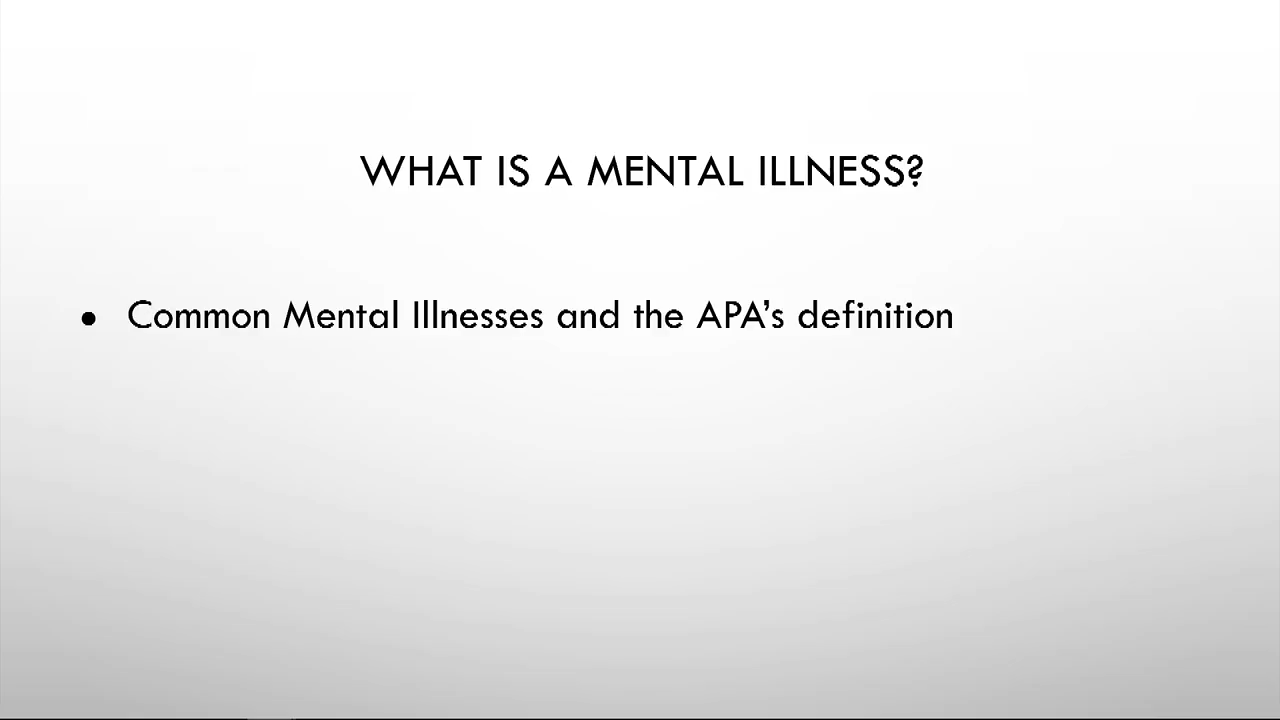 WHAT IS A MENTAL ILLNESS?
• Common Mental Illnesses and the APA’s definition